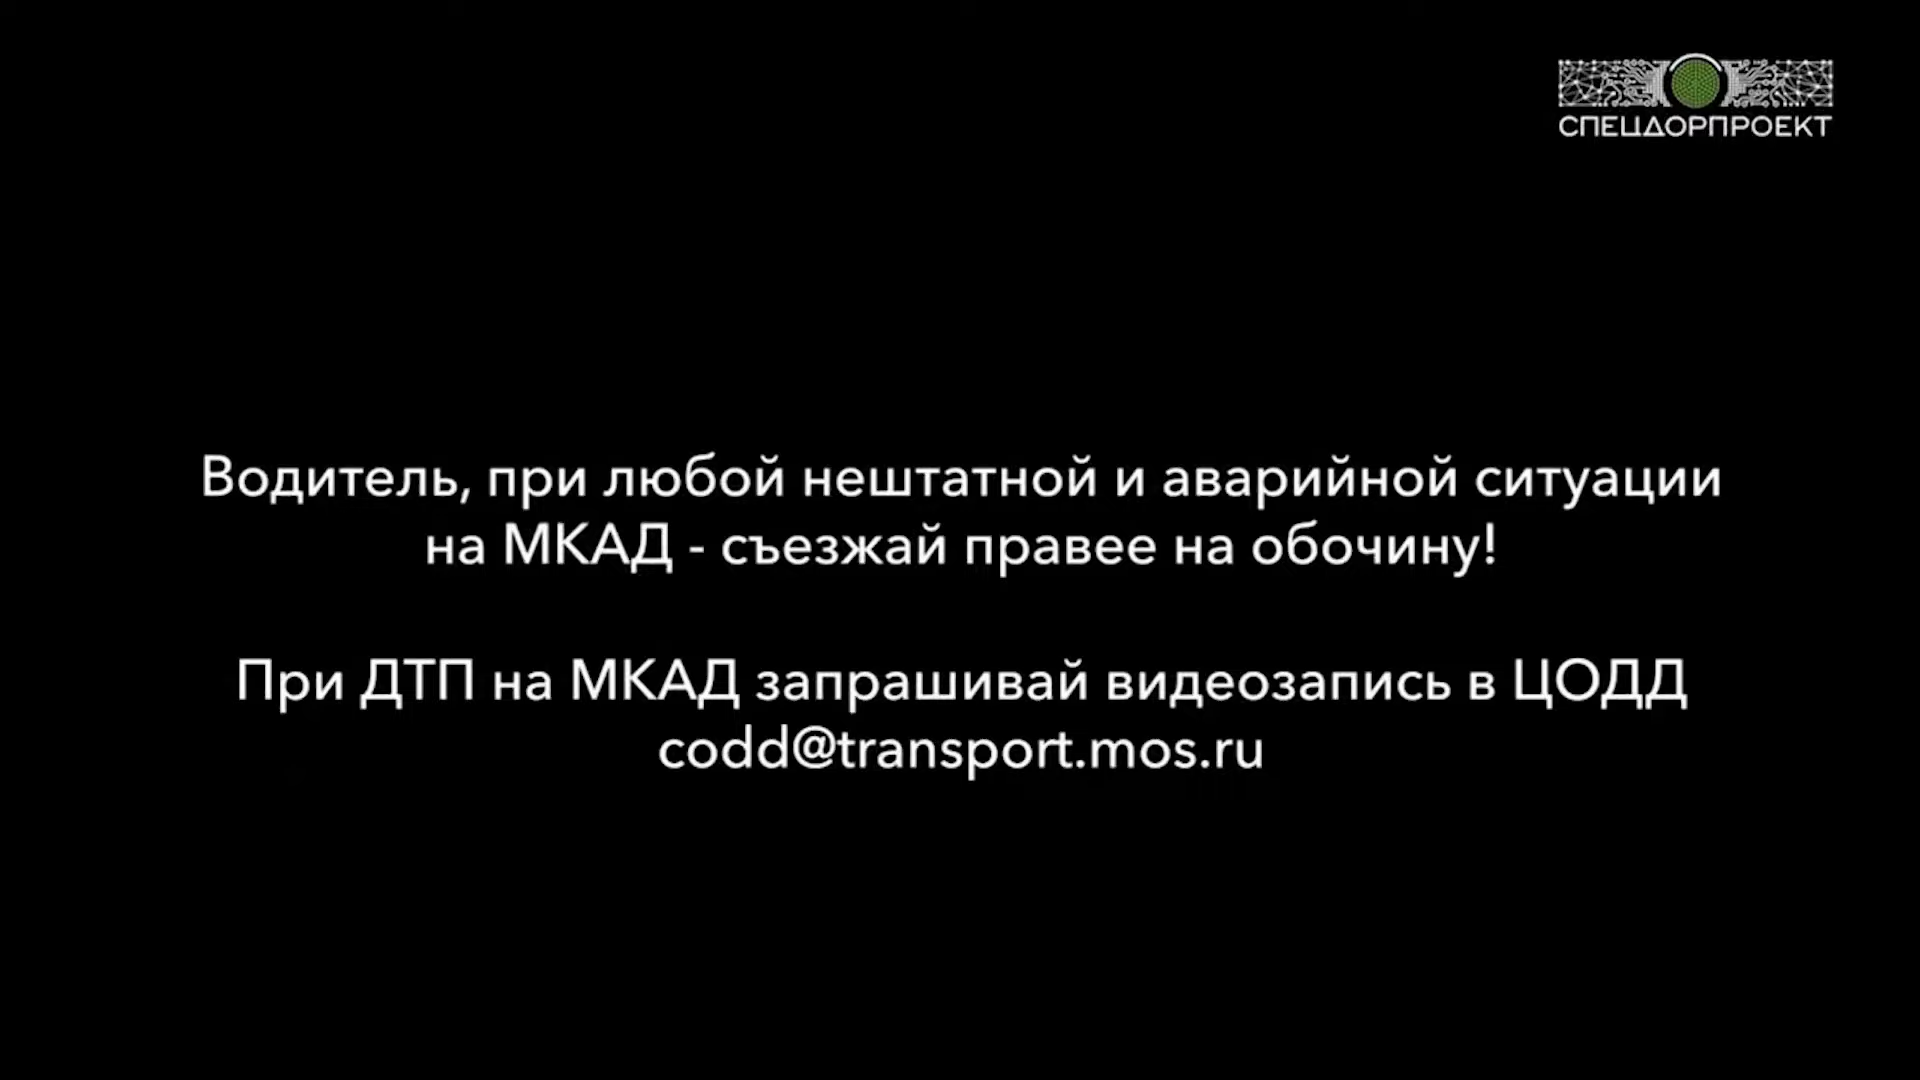 СПЕЦДОРПРОЕКТ
Водитель, при любой нештатной и аварийной ситуации
на МКАД - съезжай правее на обочину!
При ДТП на МКАД запрашивай видеозапись в ЦОДД
codd@transport.mos.ru